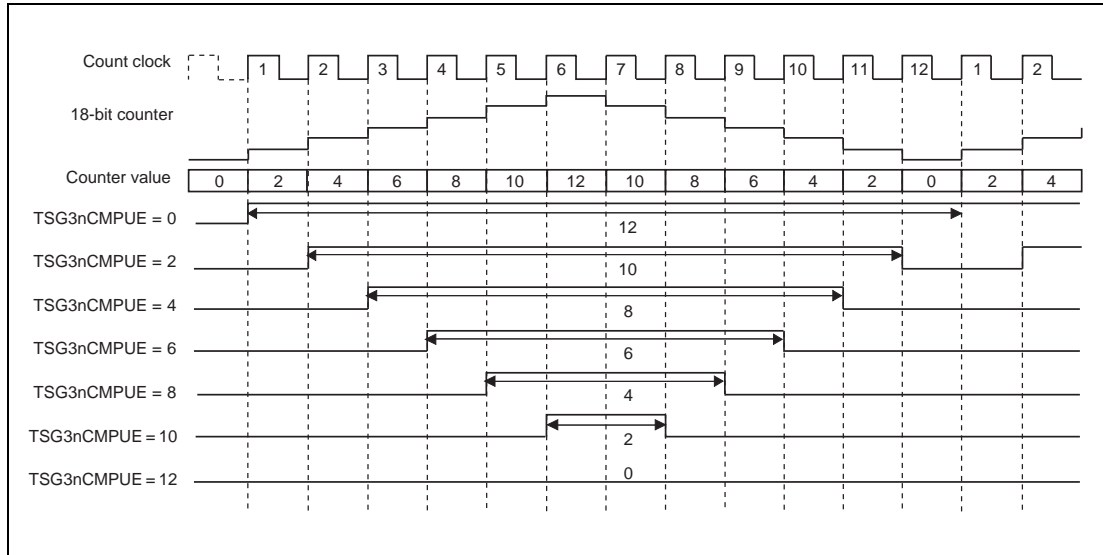 Count clock 1 2 3 4 5 6 7 8 9 10 11 12 1 2
18-bit counter
Counter value 0 2 4 6 8 10 12 10 8 6 4 2 0 2 4
TSG3nCMPUE = 0
12
TSG3nCMPUE = 2
10
TSG3nCMPUE = 4
8
TSG3nCMPUE = 6
6
TSG3nCMPUE = 8
4
TSG3nCMPUE = 10
2
TSG3nCMPUE = 12
0